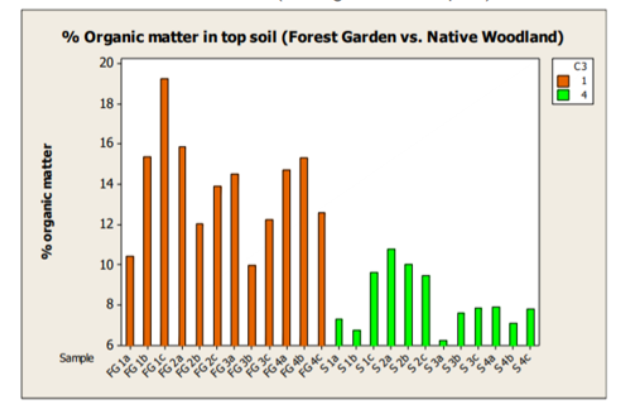 % Organic matter in top soil (Forest Garden vs. Native Woodland)
C3
1
4
% organic matter
20
18
16
14
12
10
8
6
Sample
FG 1a FG 1b FG 1c FG 2a FG 2b FG 2c FG 3a FG 3b FG 3c FG 4a FG 4b FG 4c S 1a S 1b S 1c S 2a S 2b S 2c S 3a S 3b S 3c S 4a S 4b S 4c